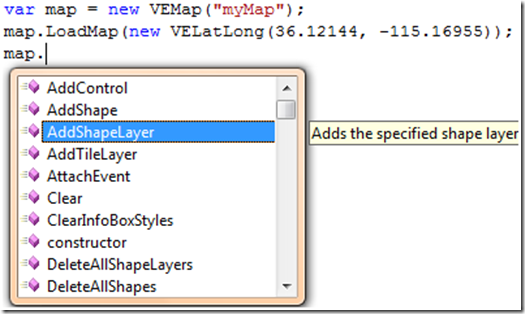 var map = new VEMap("myMap");
map.LoadMap(new VELatLong(36.12144, -115.16955));
map.
AddControl
AddShape
AddShapeLayer
Adds the specified shape layer
AddTileLayer
AttachEvent
Clear
ClearInfoBoxStyles
constructor
DeleteAllShapeLayers
DeleteAllShapes